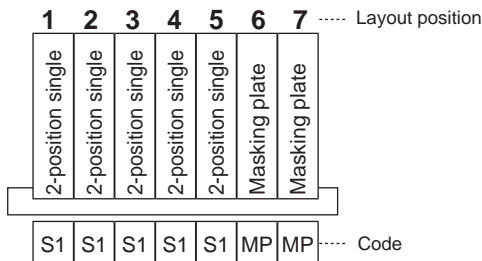 1 2 3 4 5 6 7 Layout position
2-position single
2-position single
2-position single
2-position single
2-position single
Masking plate
Masking plate
S1 S1 S1 S1 S1 MP MP Code